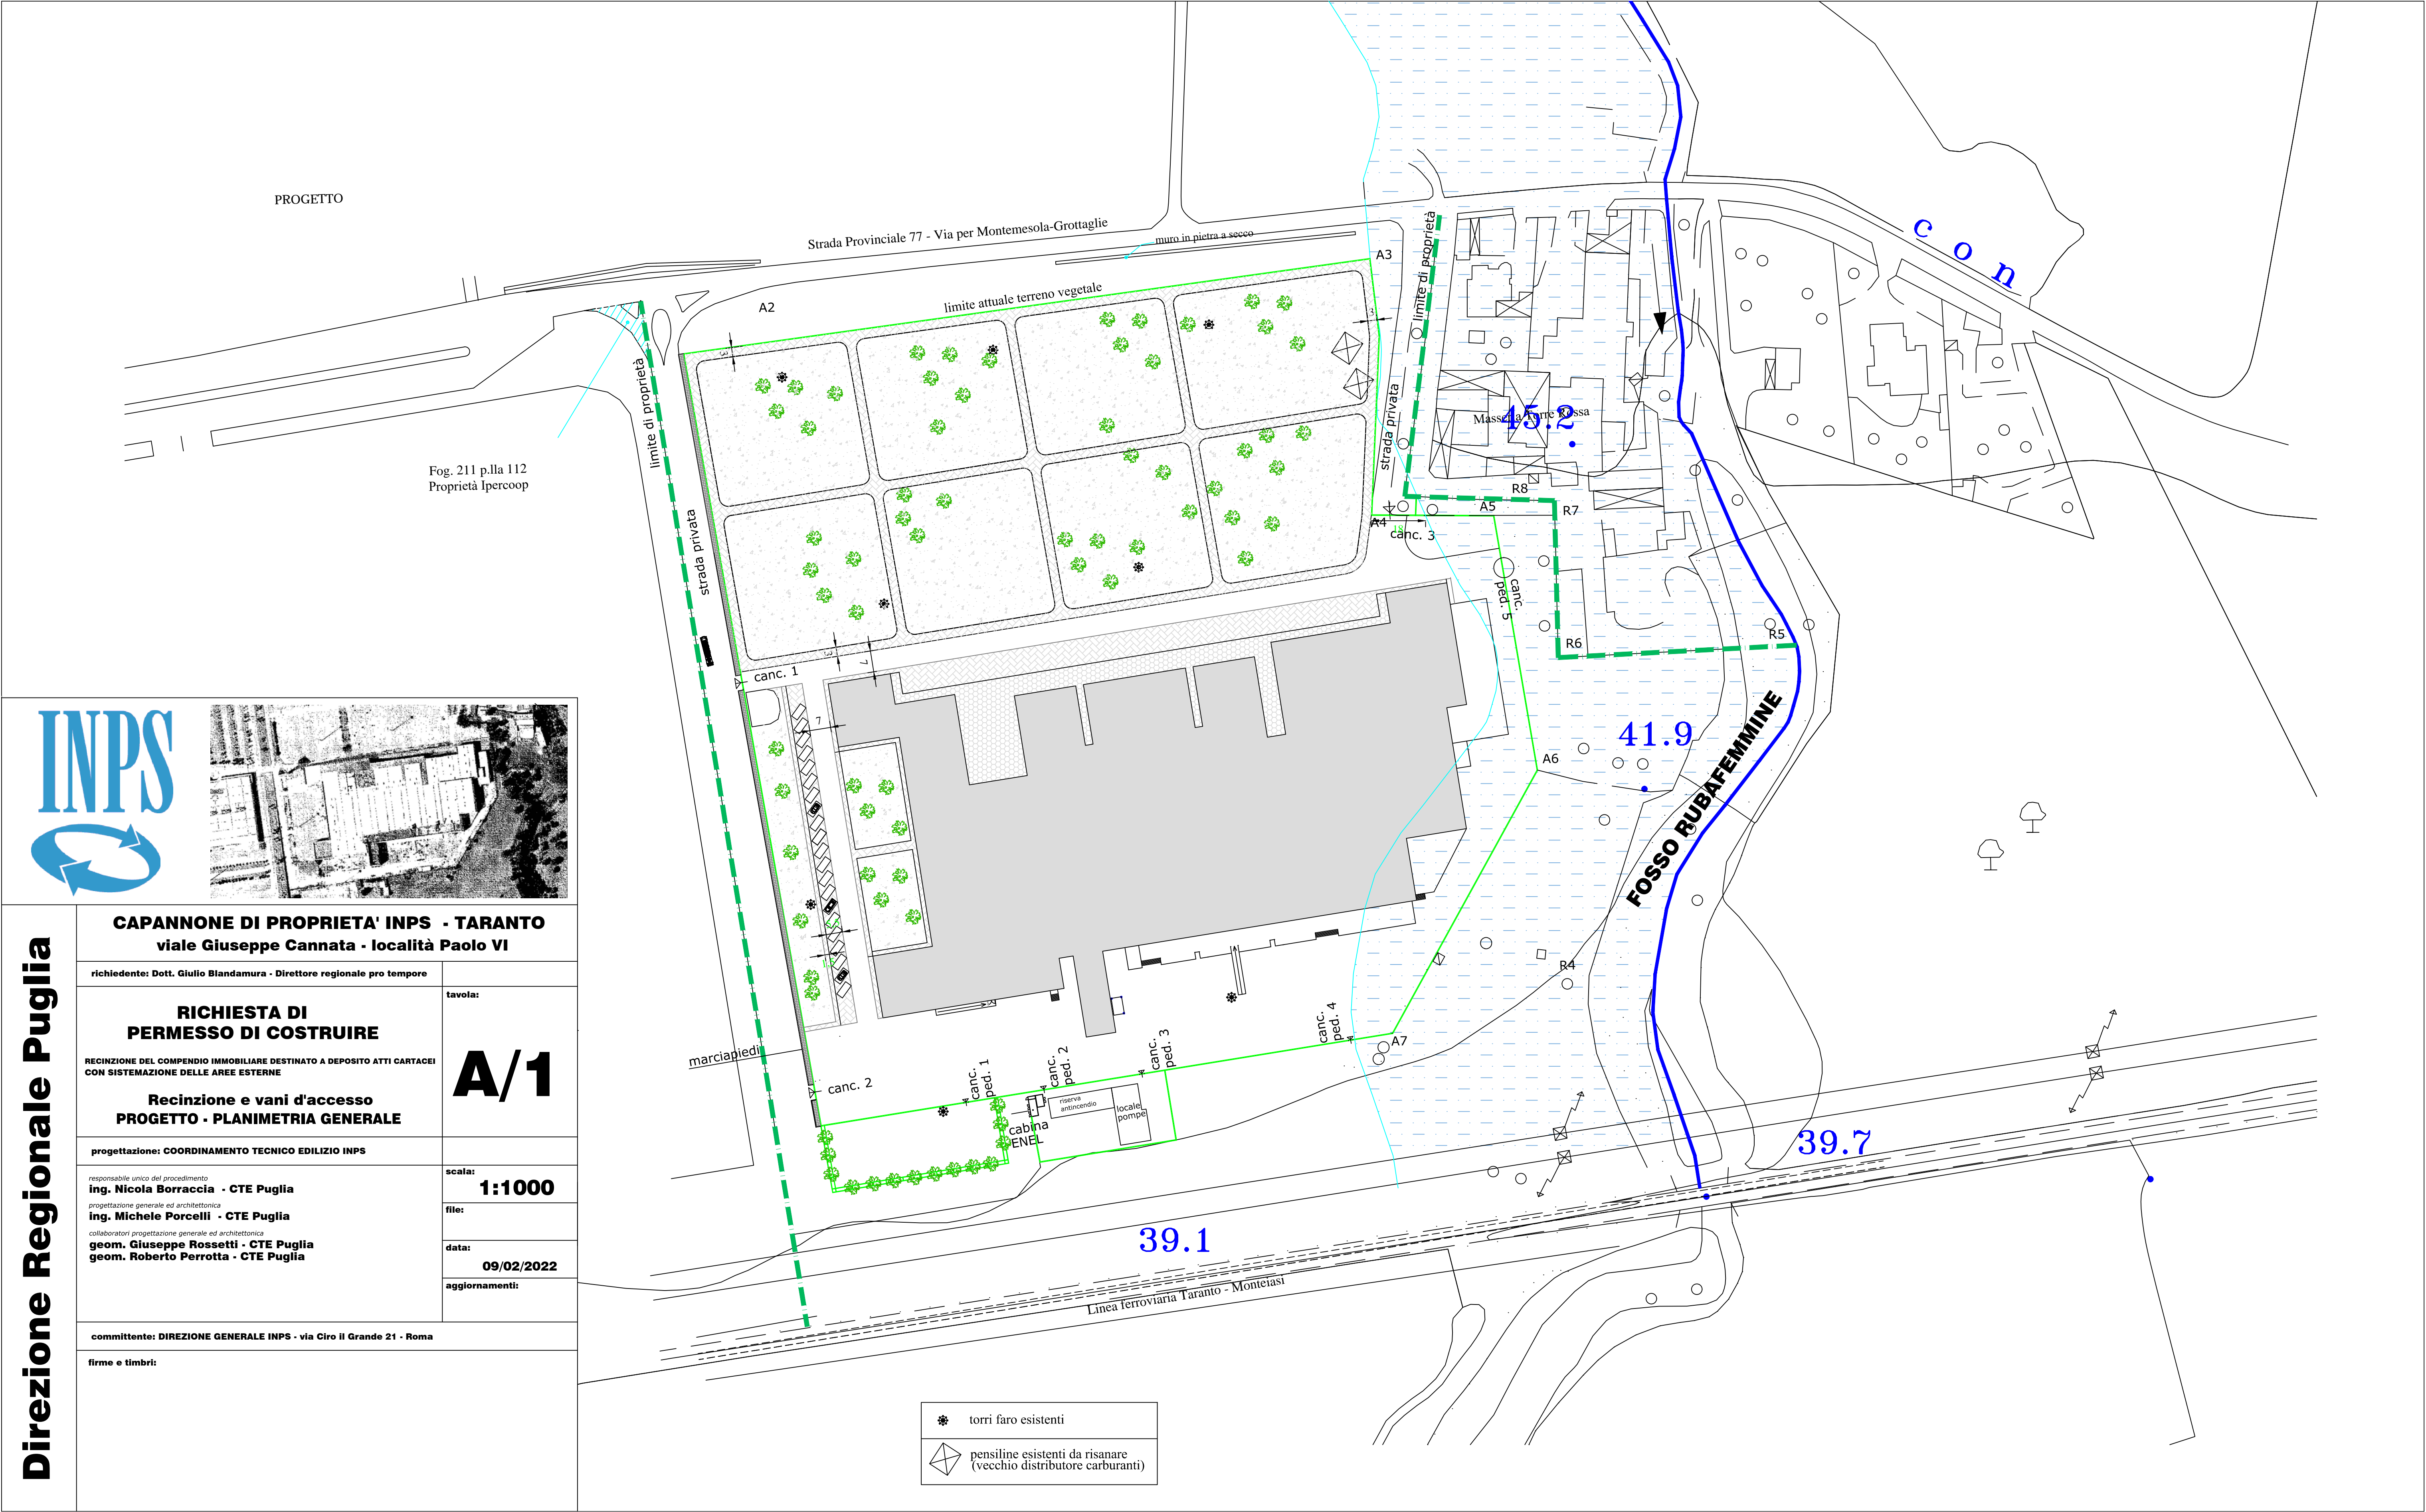 PROGETTO
Strada Provinciale 77 - Via per Montemesola-Grottaglie
muro in pietra a secco
limite attuale terreno vegetale
A2
A3
limite di proprietà
limite di proprietà
strada privata
strada privata
con
Masseria Torre Rossa
45.2
Fog. 211 p.lla 112
Proprietà Ipercoop
3
3
3
7
7
R8
A5
R7
A4
18
canc. 3
canc.
ped. 5
R6
R5
canc. 1
41.9
A6
FOSSO RUBAFEMMINE
R4
A7
canc.
ped. 4
canc.
ped. 3
canc.
ped. 2
canc.
ped. 1
marciapiedi
canc. 2
riserva
antincendio
locale
pompe
cabina
ENEL
39.7
39.1
Linea ferroviaria Taranto - Monteiasi
torri faro esistenti
pensiline esistenti da risanare
(vecchio distributore carburanti)
INPS
Direzione Regionale Puglia
CAPANNONE DI PROPRIETA' INPS - TARANTO
viale Giuseppe Cannata - località Paolo VI
richiedente: Dott. Giulio Blandamura - Direttore regionale pro tempore
RICHIESTA DI
PERMESSO DI COSTRUIRE
RECINZIONE DEL COMPENDIO IMMOBILIARE DESTINATO A DEPOSITO ATTI CARTACEI
CON SISTEMAZIONE DELLE AREE ESTERNE
Recinzione e vani d'accesso
PROGETTO - PLANIMETRIA GENERALE
tavola:
A/1
progettazione: COORDINAMENTO TECNICO EDILIZIO INPS
responsabile unico del procedimento
ing. Nicola Borraccia - CTE Puglia
progettazione generale ed architettonica
ing. Michele Porcelli - CTE Puglia
collaboratori progettazione generale ed architettonica
geom. Giuseppe Rossetti - CTE Puglia
geom. Roberto Perrotta - CTE Puglia
scala:
1:1000
file:
data:
09/02/2022
aggiornamenti:
committente: DIREZIONE GENERALE INPS - via Ciro il Grande 21 - Roma
firme e timbri: